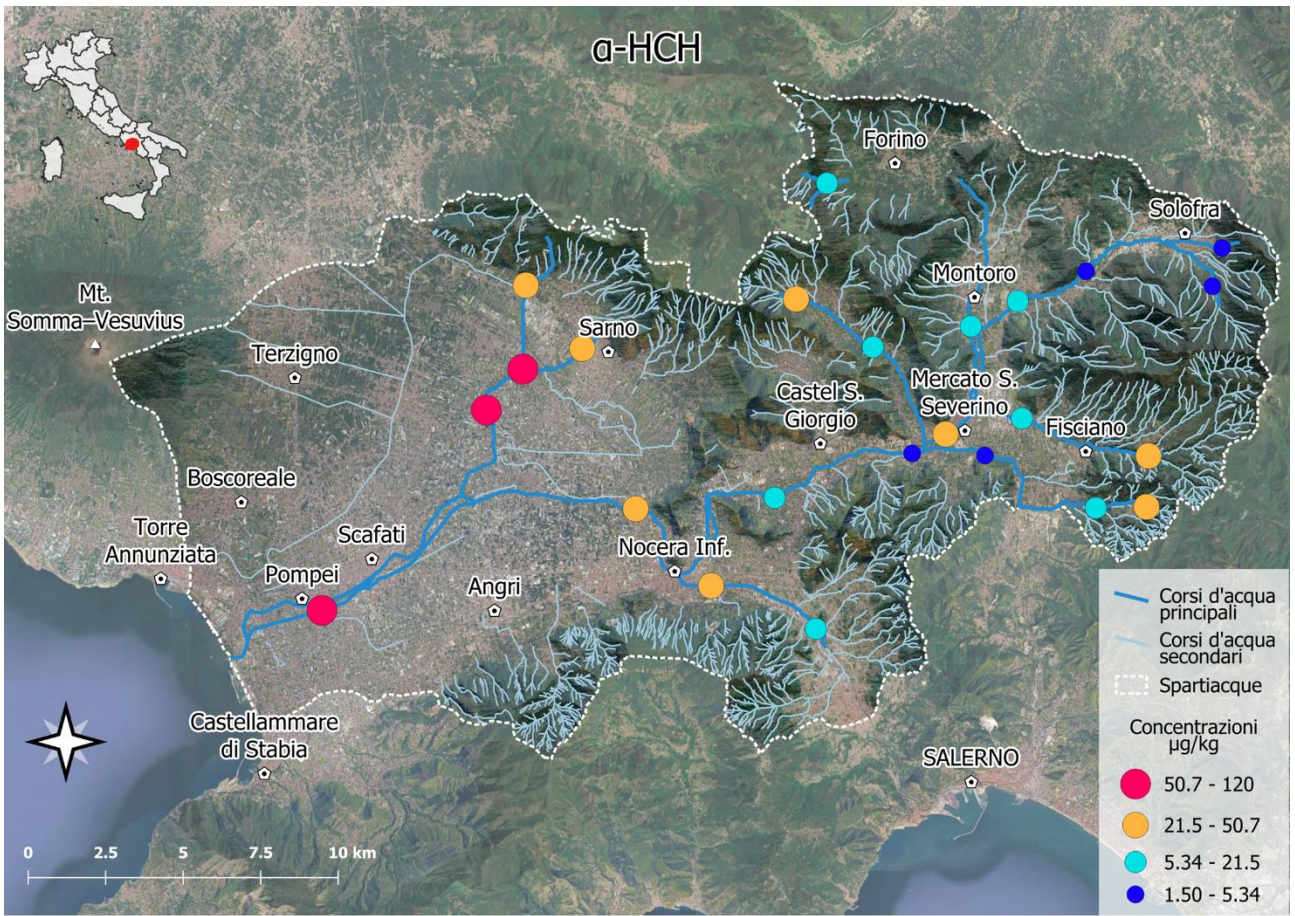 α-HCH
Forino
Solofra
Montoro
Mt.
Somma–Vesuvius
Sarno
Terzigno
Mercato S.
Severino
Castel S.
Giorgio
Fisciano
Boscoreale
Torre
Annunziata
Scafati
Nocera Inf.
Pompei
Angri
Castellammare
di Stabia
SALERNO
0 2.5 5 7.5 10 km
Corsi d'acqua
principali
Corsi d'acqua
secondari
Spartiacque
Concentrazioni
µg/kg
50.7 - 120
21.5 - 50.7
5.34 - 21.5
1.50 - 5.34